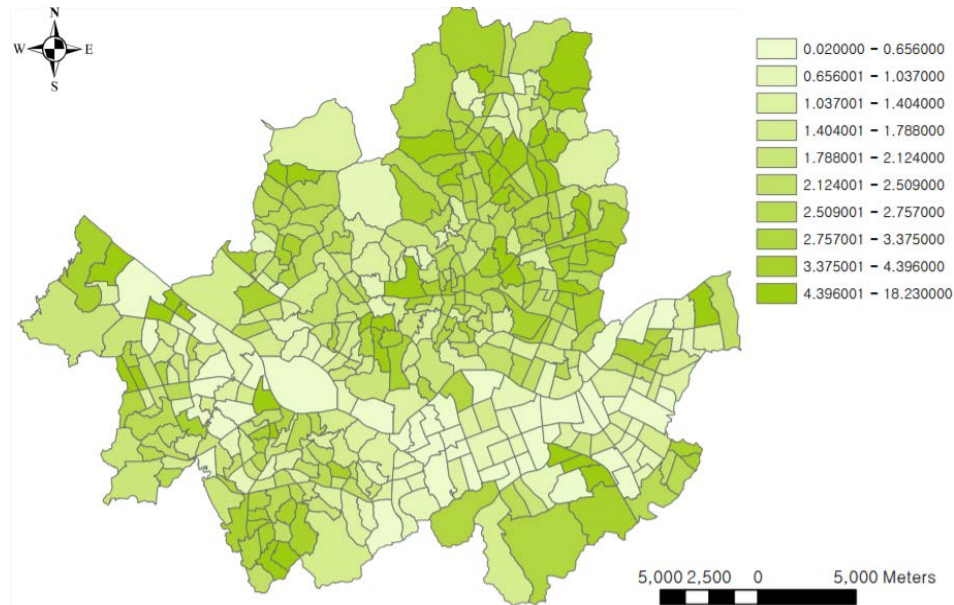 N
W E
S
0.020000 - 0.656000
0.656001 - 1.037000
1.037001 - 1.404000
1.404001 - 1.788000
1.788001 - 2.124000
2.124001 - 2.509000
2.509001 - 2.757000
2.757001 - 3.375000
3.375001 - 4.396000
4.396001 - 18.230000
5,000 2,500 0 5,000 Meters